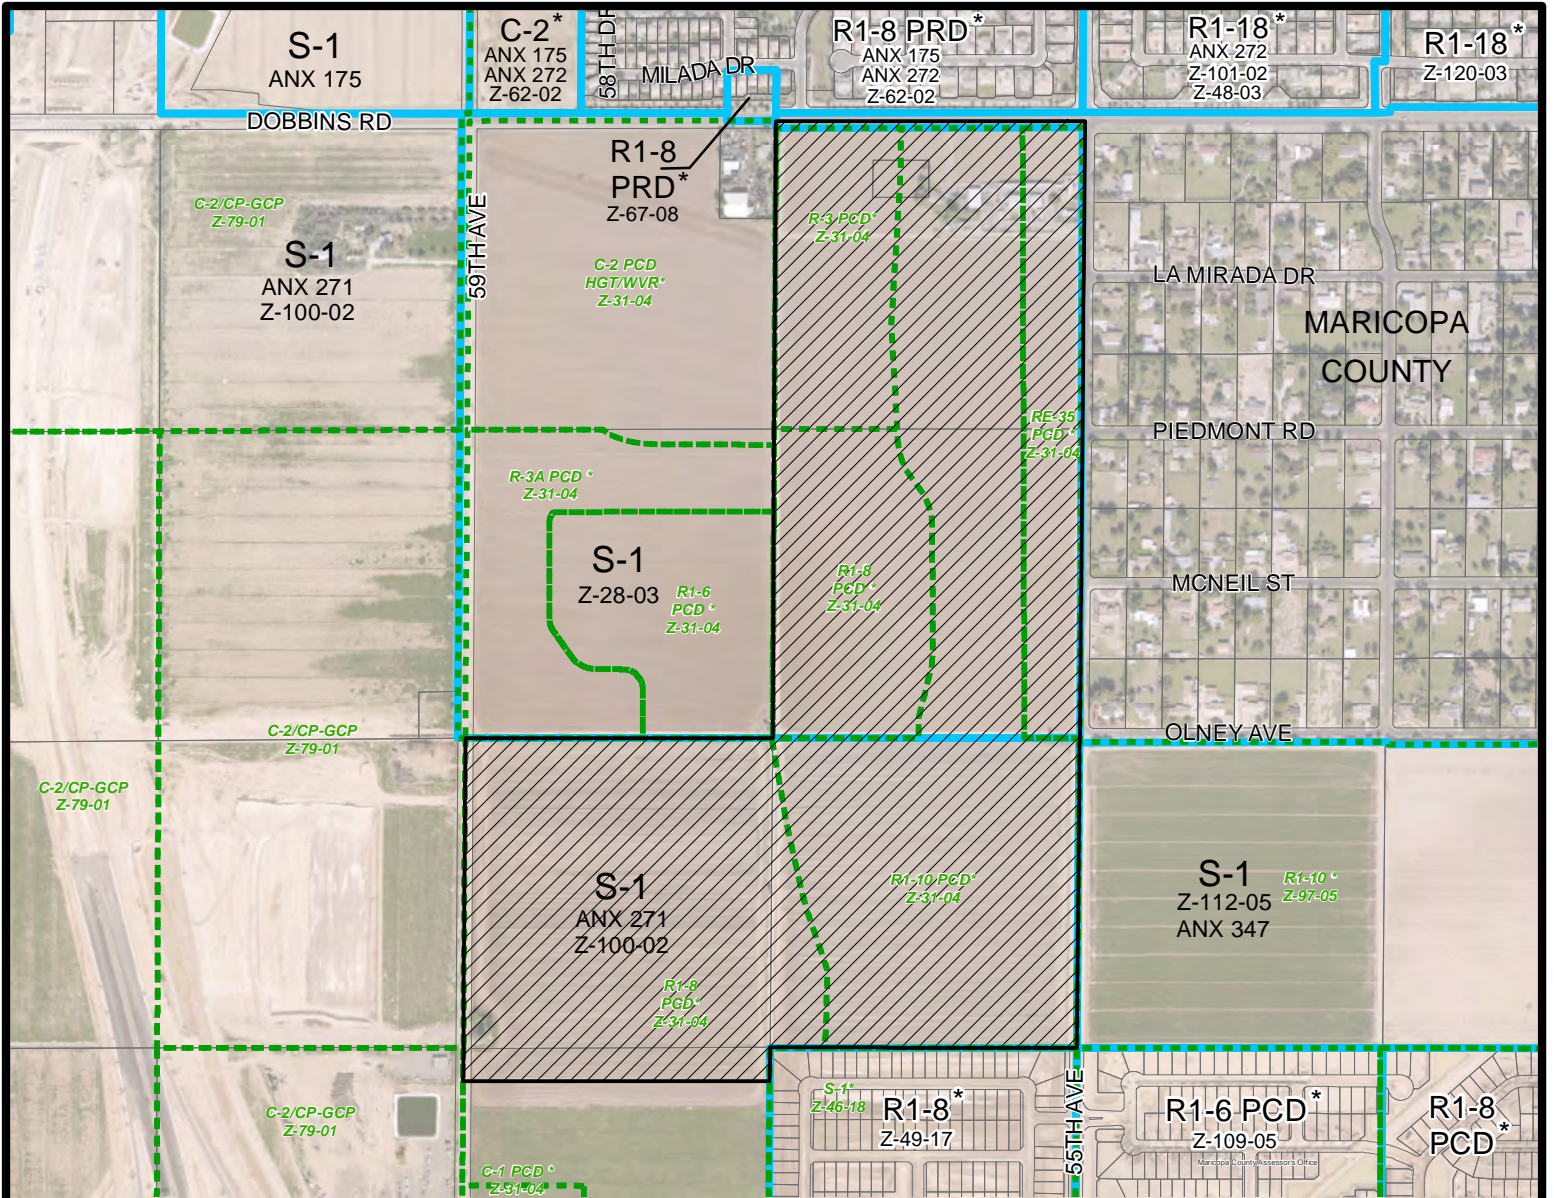 S-1
ANX 175
C-2*
ANX 175
ANX 272
Z-62-02
58TH DR
MILADA DR
R1-8 PRD*
ANX 175
ANX 272
Z-62-02
R1-18*
ANX 272
Z-101-02
Z-48-03
R1-18*
Z-120-03
DOBBINS RD
R1-8
PRD*
Z-67-08
C-2/CP-GCP
Z-79-01
S-1
ANX 271
Z-100-02
59TH AVE
C-2 PCD
HGT/WVR*
Z-31-04
R-3 PCD*
Z-31-04
LA MIRADA DR
MARICOPA
COUNTY
RE-35
PCD *
Z-31-04
PIEDMONT RD
R-3A PCD *
Z-31-04
S-1
Z-28-03
R1-6
PCD *
Z-31-04
R1-8
PCD *
Z-31-04
MCNEIL ST
C-2/CP-GCP
Z-79-01
OLNEY AVE
C-2/CP-GCP
Z-79-01
S-1
ANX 271
Z-100-02
R1-8
PCD*
Z-31-04
R1-10 PCD*
Z-31-04
S-1
Z-112-05
ANX 347
R1-10 *
Z-97-05
C-2/CP-GCP
Z-79-01
C-1 PCD *
Z-31-04
S-1*
Z-46-18
R1-8*
Z-49-17
55TH AVE
R1-6 PCD*
Z-109-05
Maricopa County Assessor's Office
R1-8
PCD*